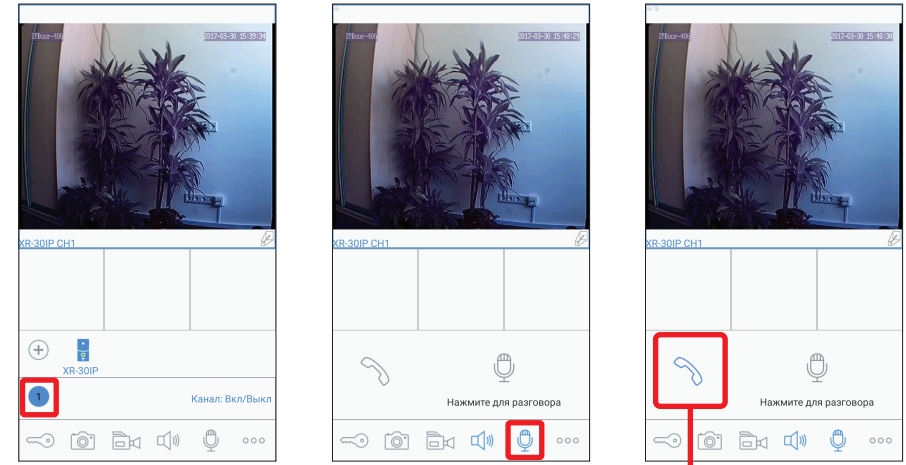 IPdoor-406 2017-03-30 15:39:34
XR-30IP CH1
XR-30IP
1
Канал: Вкл/Выкл
2017-03-30 15:40:29
XR-30IP CH1
Нажмите для разговора
2017-03-30 15:40:30
XR-30IP CH1
Нажмите для разговора